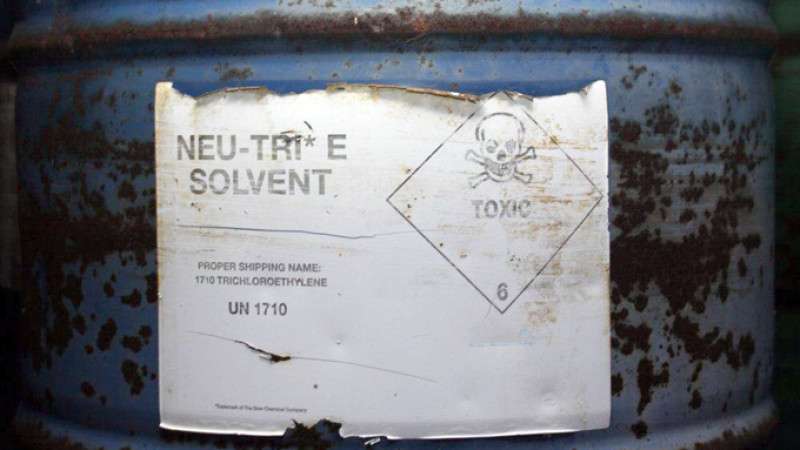 NEU-TRI* E
SOLVENT
TOXIC
6
PROPER SHIPPING NAME:
1710 TRICHLOROETHYLENE
UN 1710
*Trademark of The Dow Chemical Company